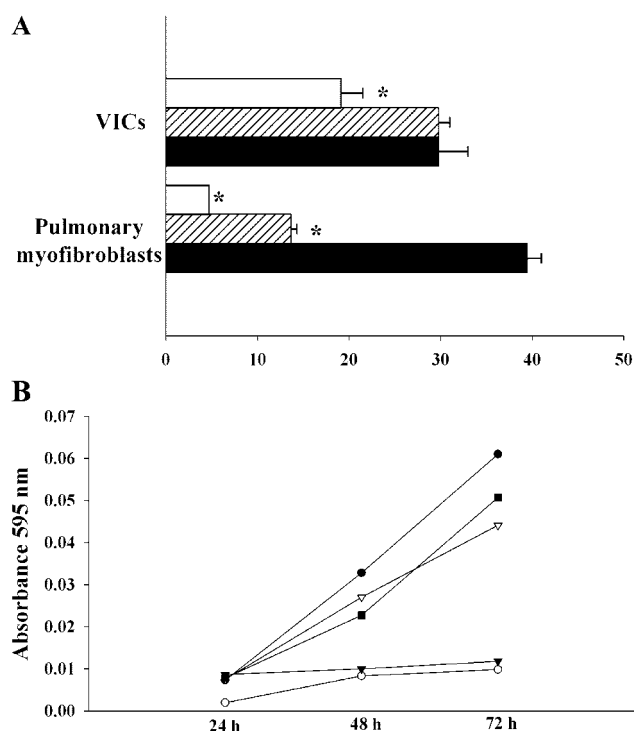 A
*
VICs
*
Pulmonary
myofibroblasts
*
0 10 20 30 40 50
B
0.07
0.06
0.05
0.04
0.03
0.02
0.01
0.00
Absorbance 595 nm
24 h 48 h 72 h